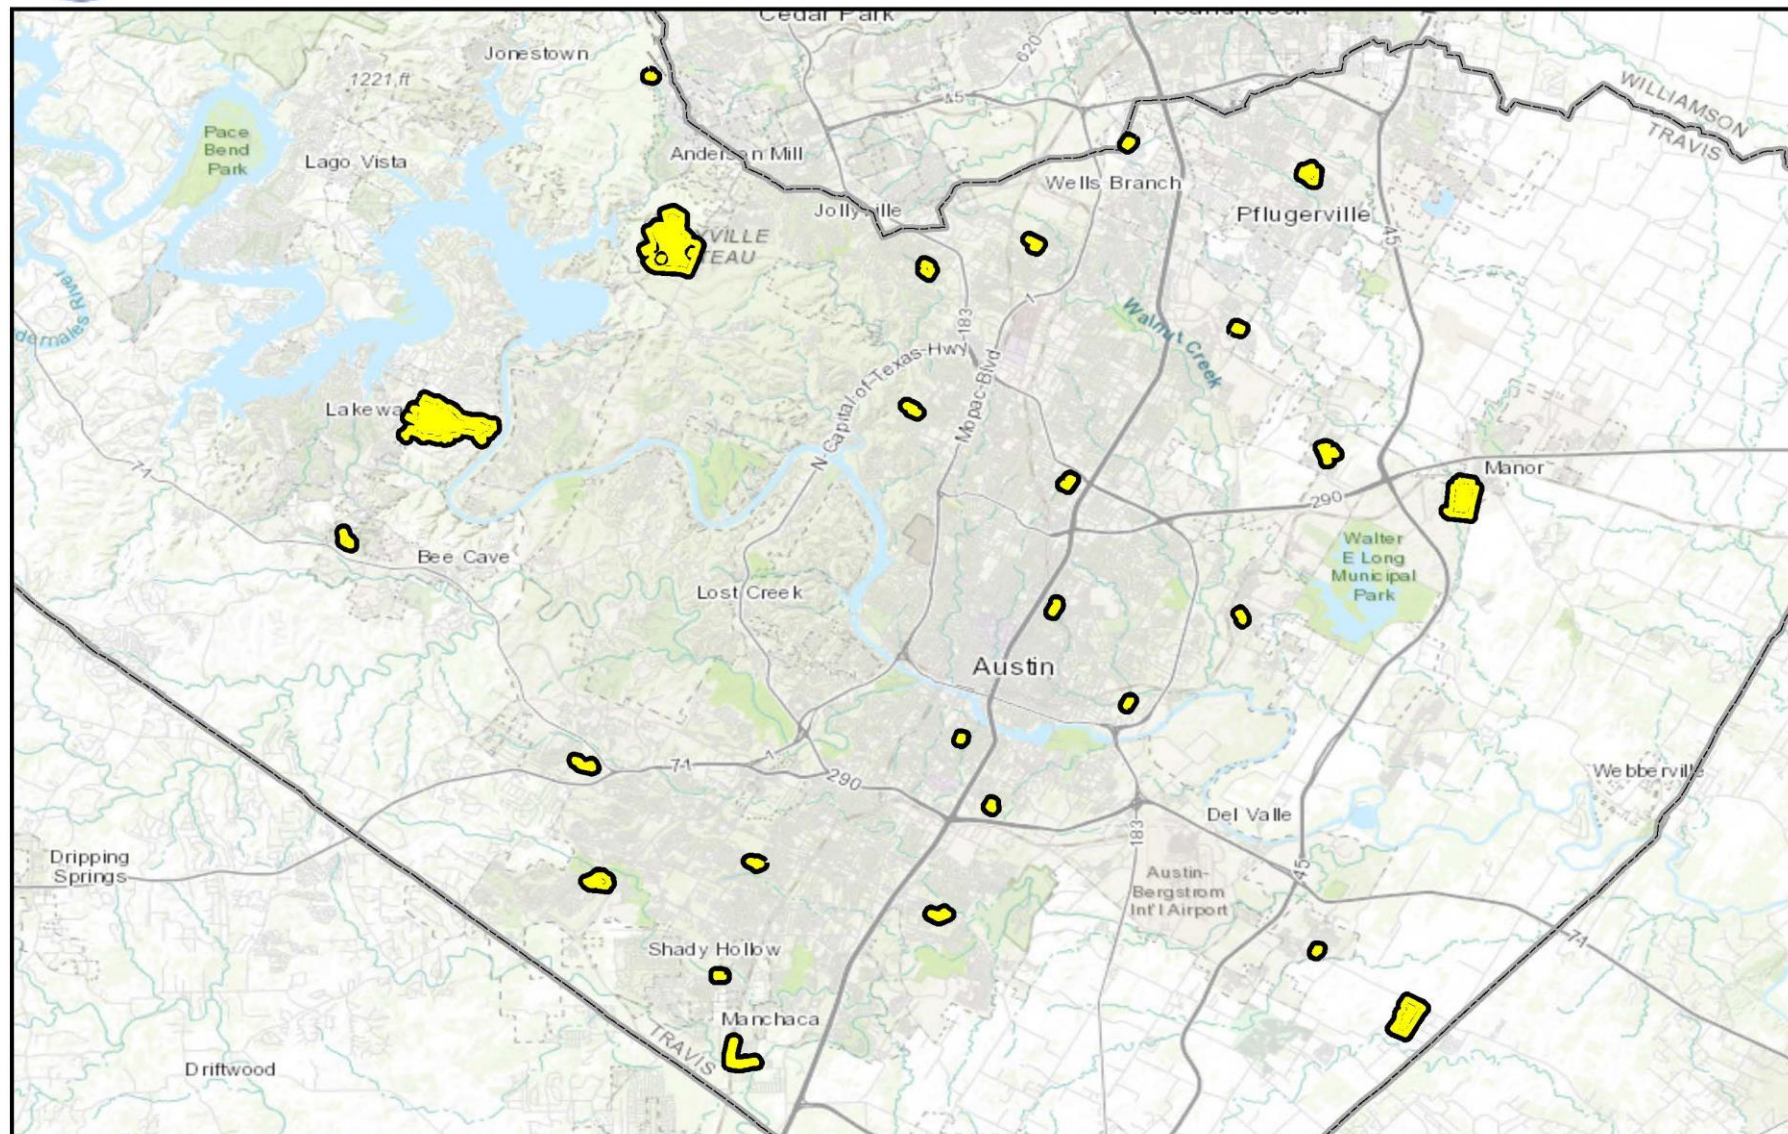 Cedar Park
Round Rock
Jonestown
1221 ft
620
45
WILLIAMSON
TRAVIS
Pace
Bend
Park
Lago Vista
Anderson Mill
Wells Branch
Jollyville
Pflugerville
45
Walnut Creek
1
183
N Capital of Texas Hwy
Mopac Blvd
71
290
Manor
Walter
E Long
Municipal
Park
Bee Cave
Lost Creek
Austin
71
1
290
Webberville
Del Valle
183
45
Dripping
Springs
Austin-
Bergstrom
Int'l Airport
71
Shady Hollow
Manchaca
TRAVIS
Driftwood